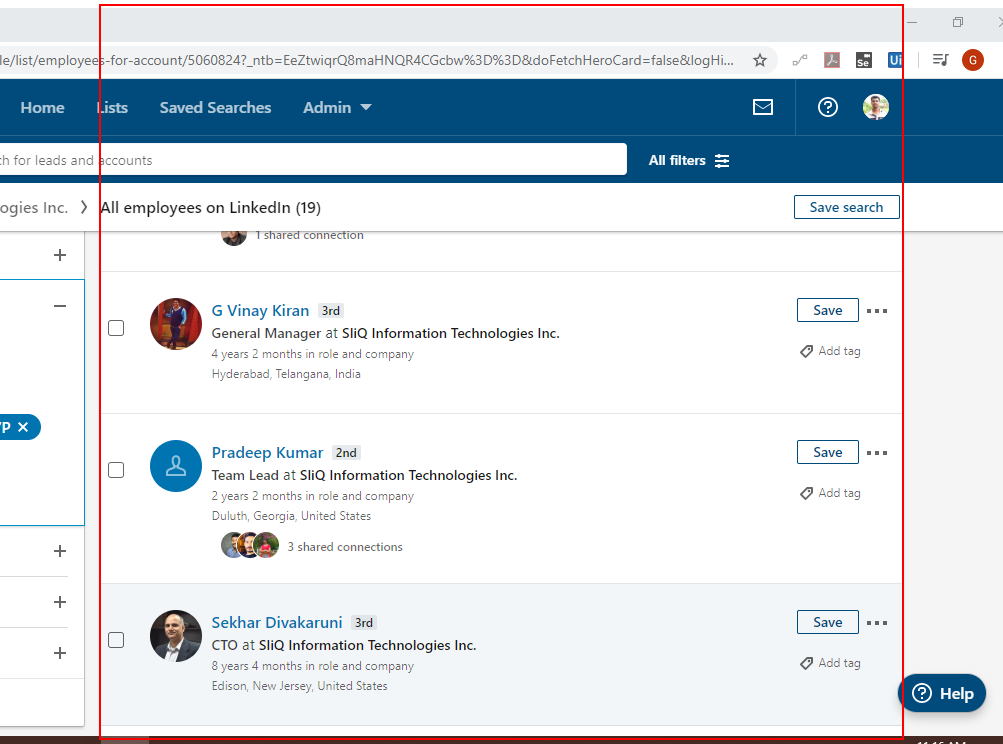 le/list/employees-for-account/5060824?_ntb=EeZtwiqrQ8maHNQR4CGcbw%3D%3D&doFetchHeroCard=false&logHi...
Se
Ui
G
Home Lists Saved Searches Admin
ch for leads and accounts
All filters
ogies Inc. > All employees on LinkedIn (19)
Save search
1 shared connection
G Vinay Kiran 3rd
Save
General Manager at SliQ Information Technologies Inc.
4 years 2 months in role and company
Add tag
Hyderabad, Telangana, India
YP ×
Pradeep Kumar 2nd
Save
Team Lead at SliQ Information Technologies Inc.
2 years 2 months in role and company
Add tag
Duluth, Georgia, United States
3 shared connections
Sekhar Divakaruni 3rd
Save
CTO at SliQ Information Technologies Inc.
8 years 4 months in role and company
Add tag
Edison, New Jersey, United States
Help